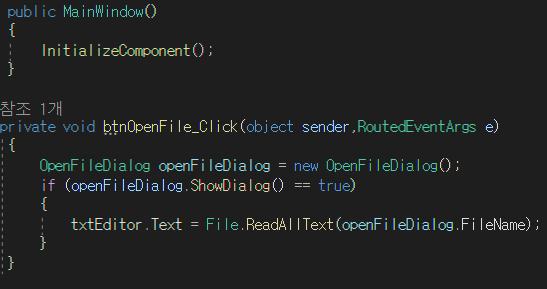 public MainWindow()
{
InitializeComponent();
}
참조 1개
private void btnOpenFile_Click(object sender,RoutedEventArgs e)
{
OpenFileDialog openFileDialog = new OpenFileDialog();
if (openFileDialog.ShowDialog() == true)
{
txtEditor.Text = File.ReadAllText(openFileDialog.FileName);
}
}